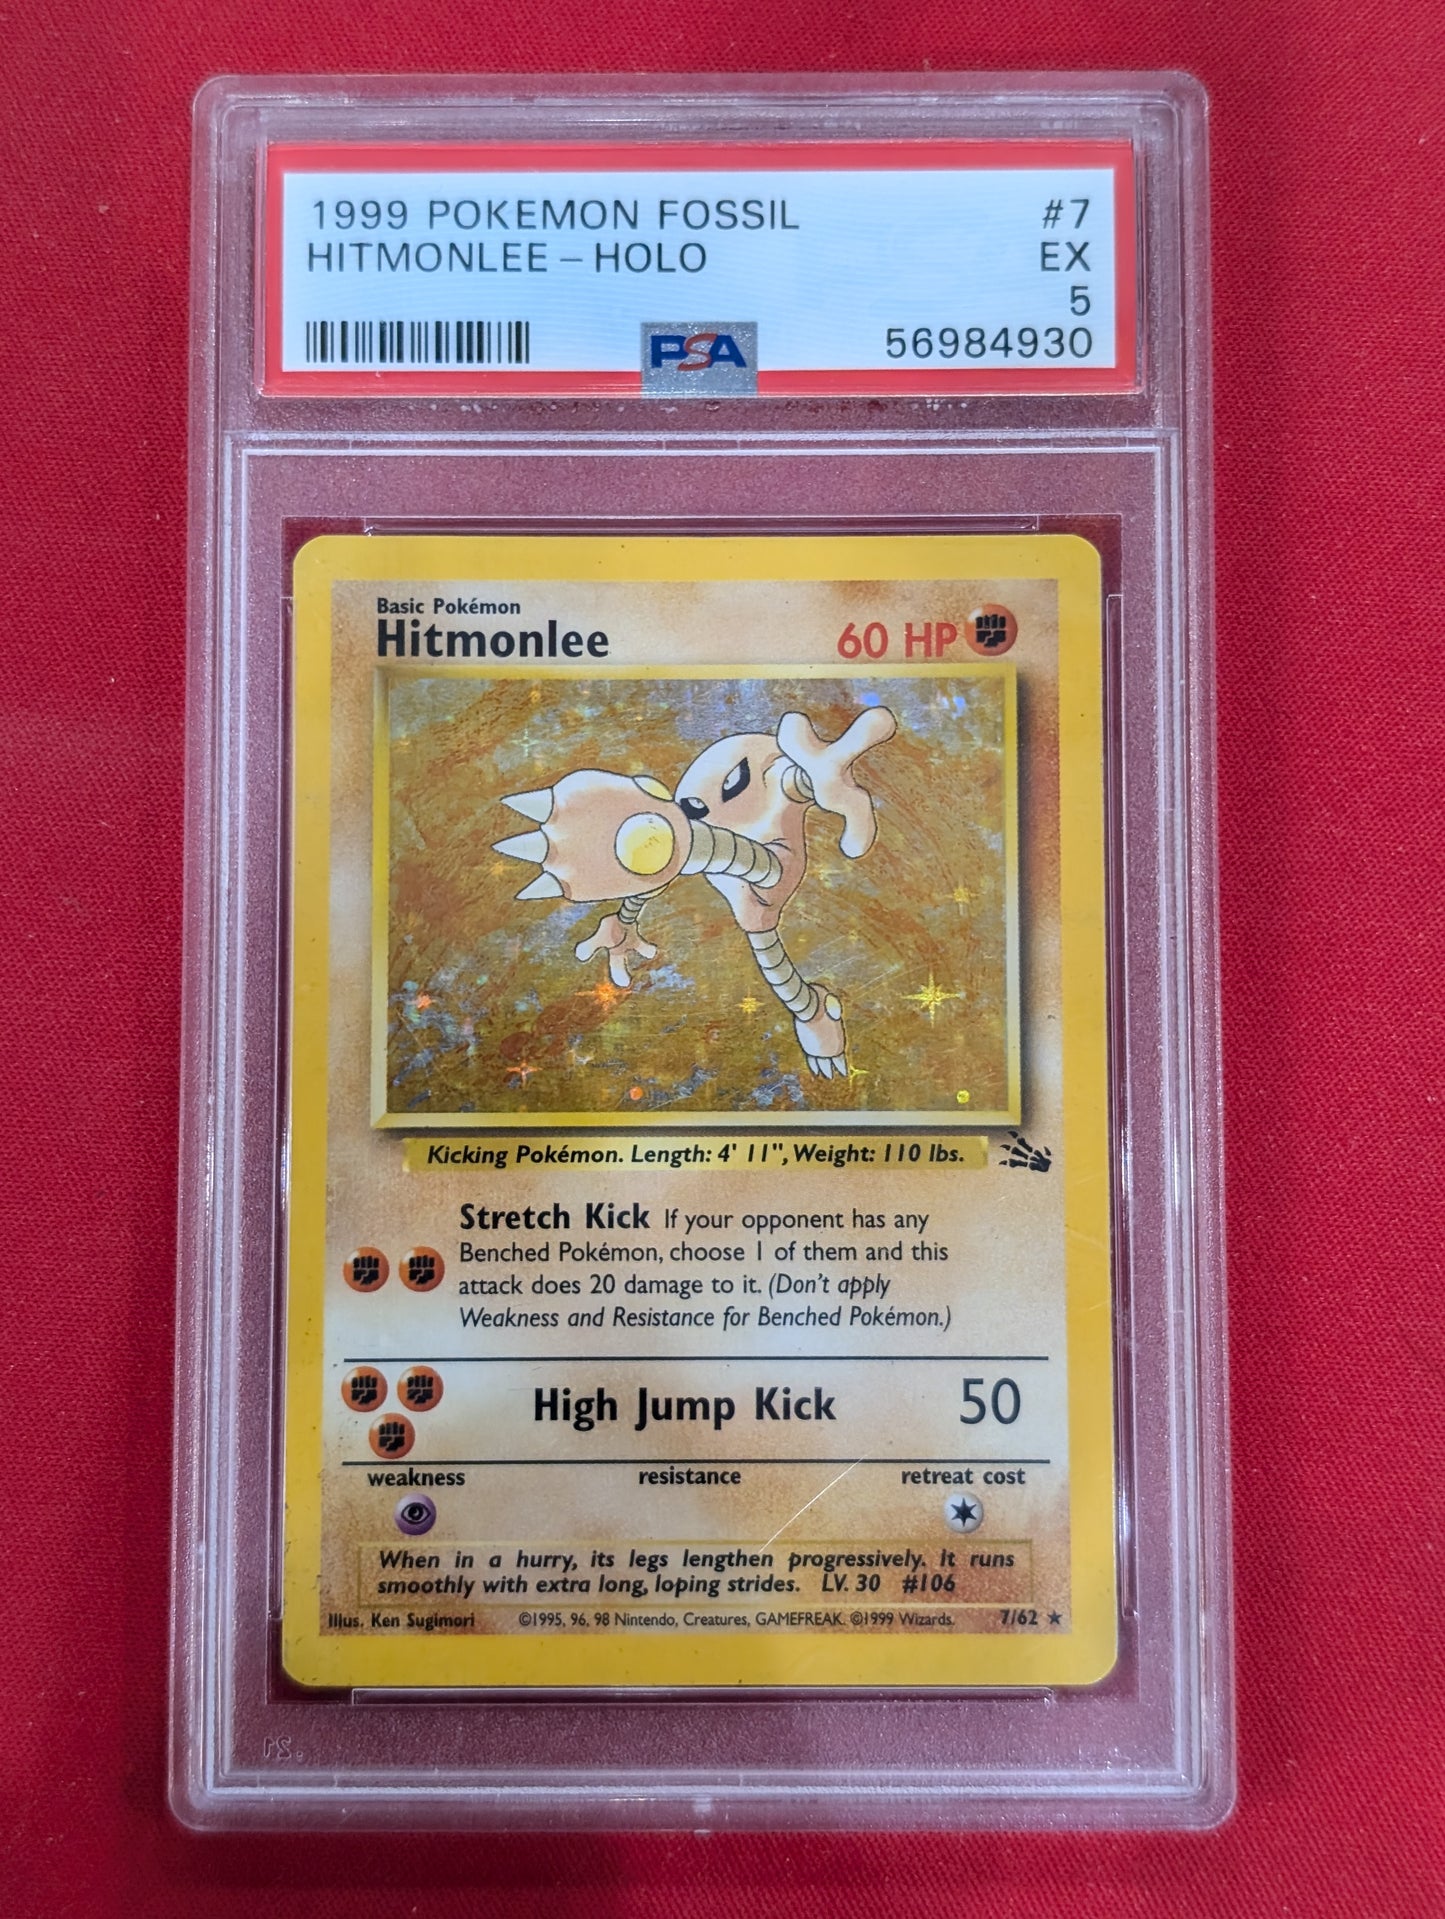 1999 POKEMON FOSSIL #7
HITMONLEE – HOLO EX
5
PSA 56984930
Basic Pokémon
Hitmonlee 60 HP
Kicking Pokémon. Length: 4' 11", Weight: 110 lbs.
Stretch Kick If your opponent has any
Benched Pokémon, choose 1 of them and this
attack does 20 damage to it. (Don't apply
Weakness and Resistance for Benched Pokémon.)
High Jump Kick 50
weakness resistance retreat cost
When in a hurry, its legs lengthen progressively. It runs
smoothly with extra long, loping strides. LV. 30 #106
Illus. Ken Sugimori ©1995, 96, 98 Nintendo, Creatures, GAMEFREAK. ©1999 Wizards. 7/62 ★